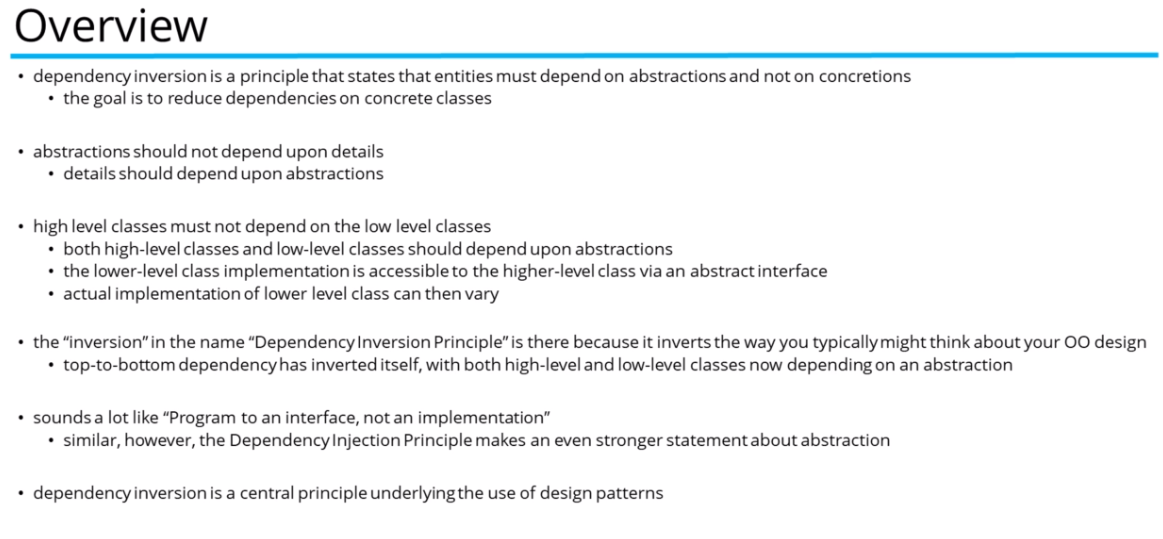 Overview
• dependency inversion is a principle that states that entities must depend on abstractions and not on concretions
• the goal is to reduce dependencies on concrete classes
• abstractions should not depend upon details
• details should depend upon abstractions
• high level classes must not depend on the low level classes
• both high-level classes and low-level classes should depend upon abstractions
• the lower-level class implementation is accessible to the higher-level class via an abstract interface
• actual implementation of lower level class can then vary
• the “inversion” in the name “Dependency Inversion Principle” is there because it inverts the way you typically might think about your OO design
• top-to-bottom dependency has inverted itself, with both high-level and low-level classes now depending on an abstraction
• sounds a lot like “Program to an interface, not an implementation”
• similar, however, the Dependency Injection Principle makes an even stronger statement about abstraction
• dependency inversion is a central principle underlying the use of design patterns